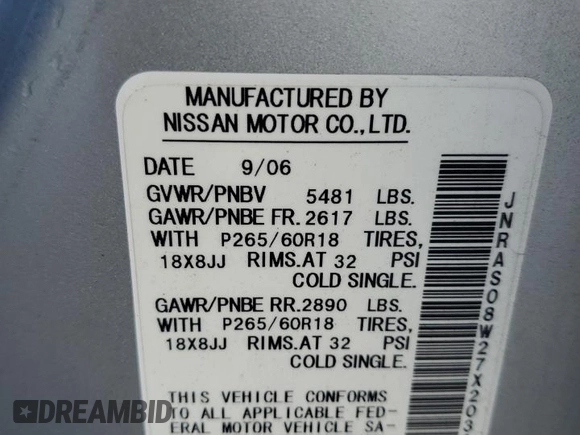 MANUFACTURED BY
NISSAN MOTOR CO., LTD.
DATE 9/06
GVWR/PNBV 5481 LBS.
GAWR/PNBE FR. 2617 LBS.
WITH P265/60R18 TIRES,
18X8JJ RIMS. AT 32 PSI
COLD SINGLE.
GAWR/PNBE RR. 2890 LBS.
WITH P265/60R18 TIRES,
18X8JJ RIMS. AT 32 PSI
COLD SINGLE.
THIS VEHICLE CONFORMS
TO ALL APPLICABLE FED-
ERAL MOTOR VEHICLE SA-
JNRAS08W27X203
DREAMBID